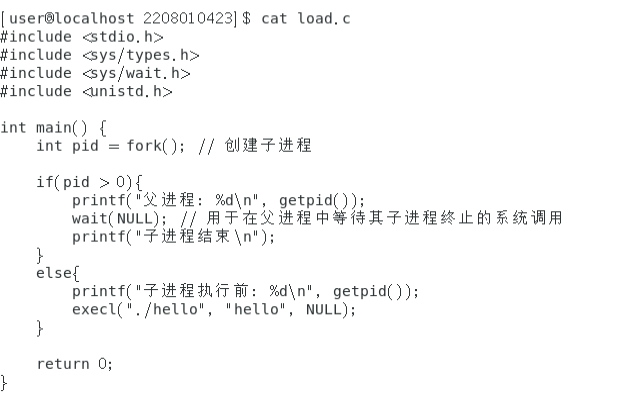 [user@localhost 2208010423]$ cat load.c
#include <stdio.h>
#include <sys/types.h>
#include <sys/wait.h>
#include <unistd.h>
int main() {
    int pid = fork(); // 创建子进程
    if(pid > 0){
        printf("父进程: %d\n", getpid());
        wait(NULL); // 用于在父进程中等待其子进程终止的系统调用
        printf("子进程结束\n");
    }
    else{
        printf("子进程执行前: %d\n", getpid());
        execl("./hello", "hello", NULL);
    }
    return 0;
}